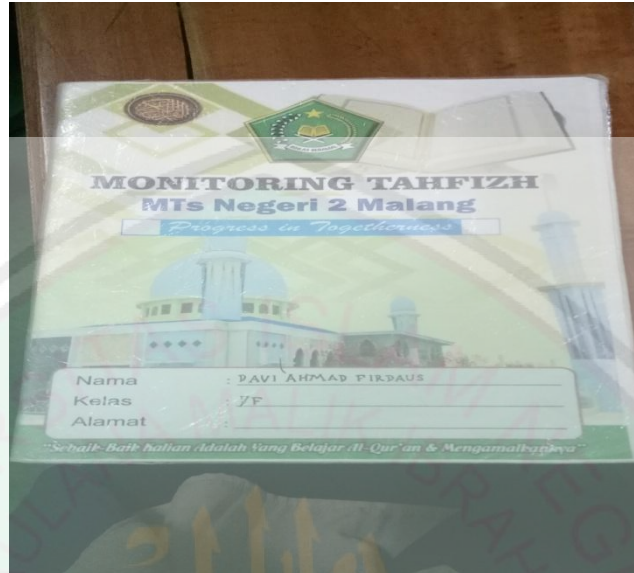 MONITORING TAHFIZH
MTs Negeri 2 Malang
Progress in Togetherness
Nama : DAVI AHMAD FIRDAUS
Kelas : 7F
Alamat :
"Sebaik-Baik Kalian Adalah Yang Belajar Al-Qur'an & Mengamalkannya"